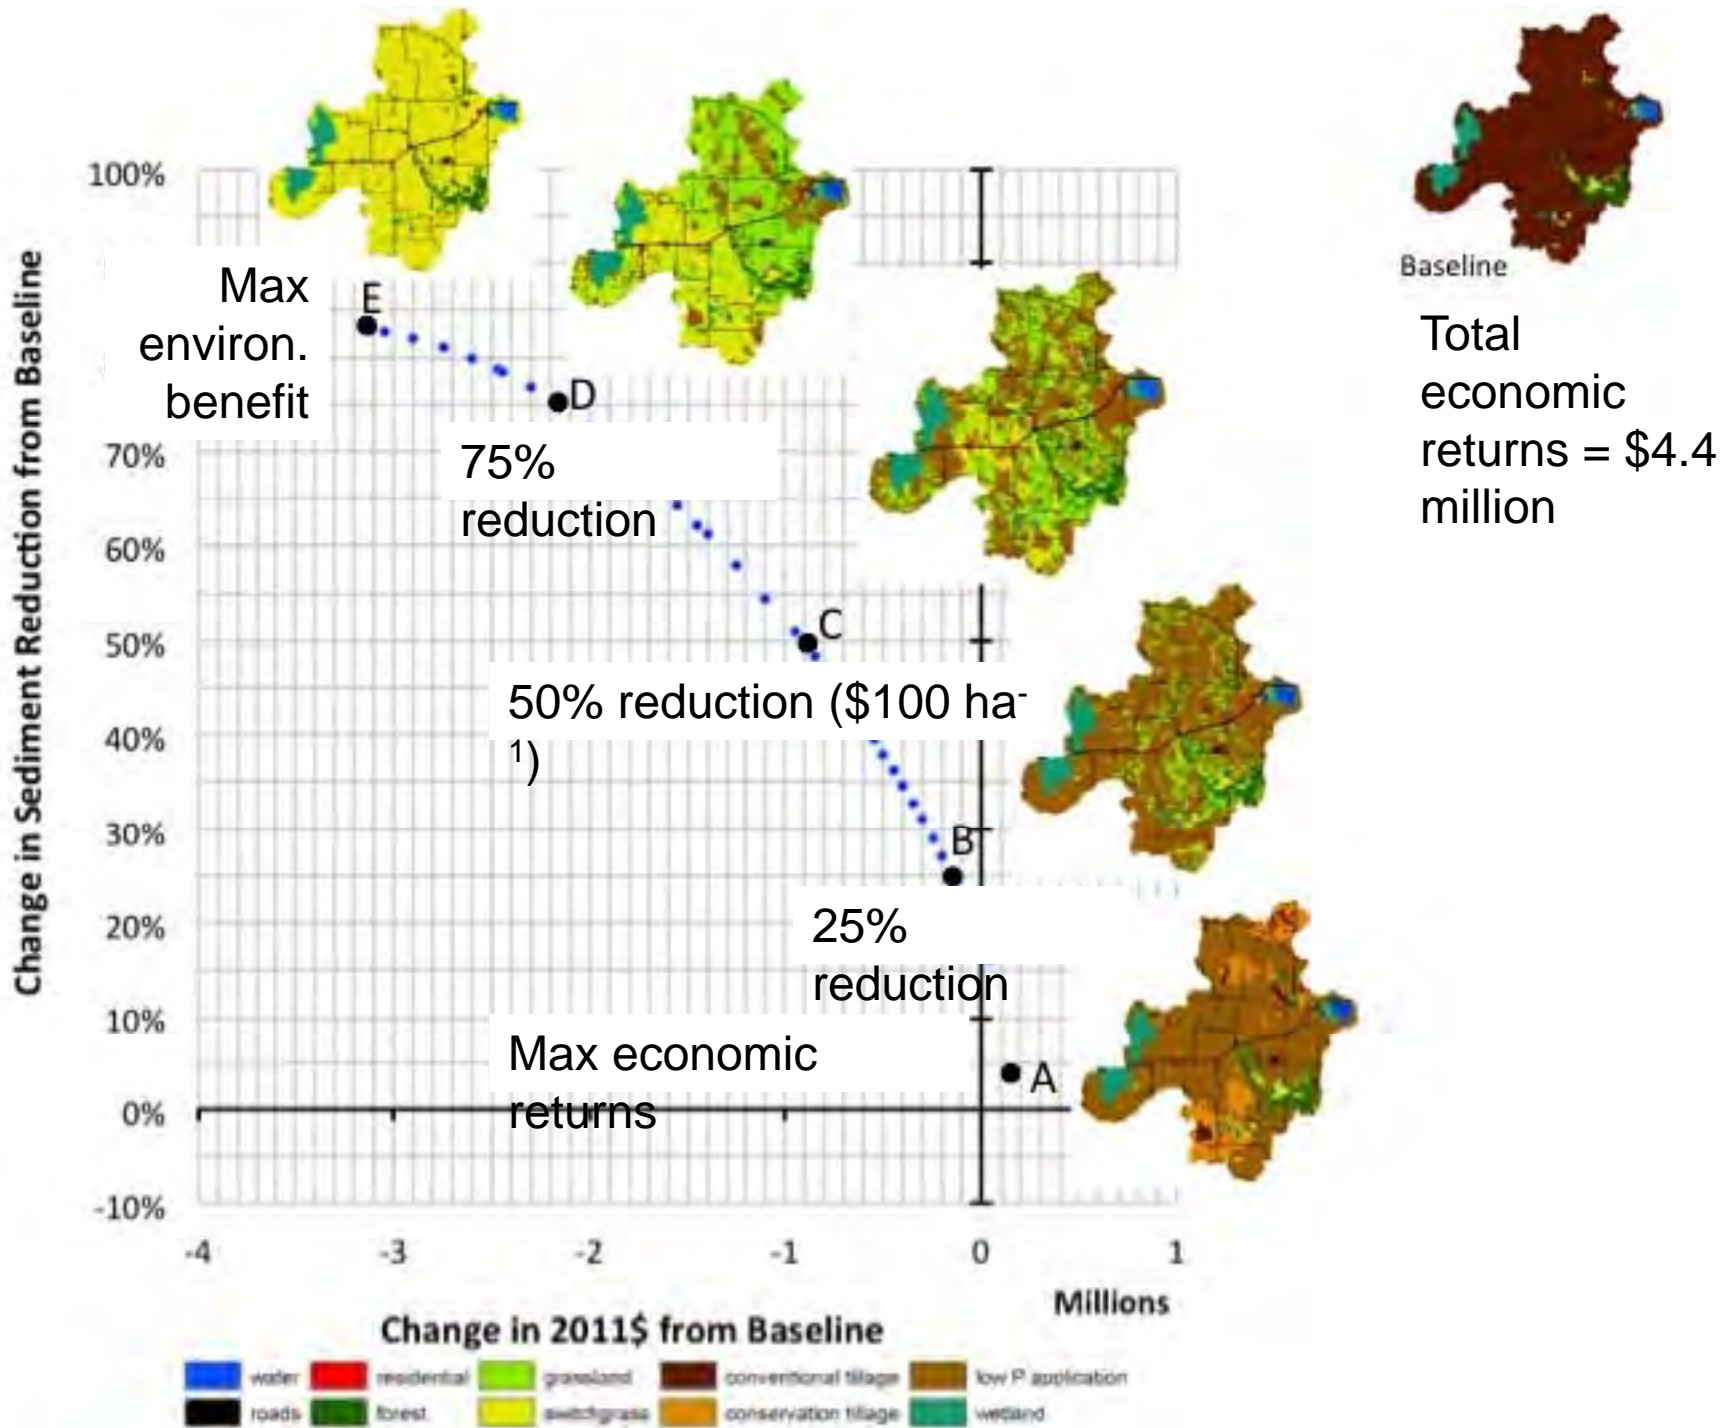 100%
70%
60%
50%
40%
30%
20%
10%
0%
-10%
Change in Sediment Reduction from Baseline
Max
environ.
benefit
E
D
75%
reduction
C
50% reduction ($100 ha-
1)
B
25%
reduction
Max economic
returns
A
Baseline
Total
economic
returns = $4.4
million
-4 -3 -2 -1 0 1
Millions
Change in 2011$ from Baseline
water residential grassland conventional tillage low P application
roads forest switchgrass conservation tillage wetland